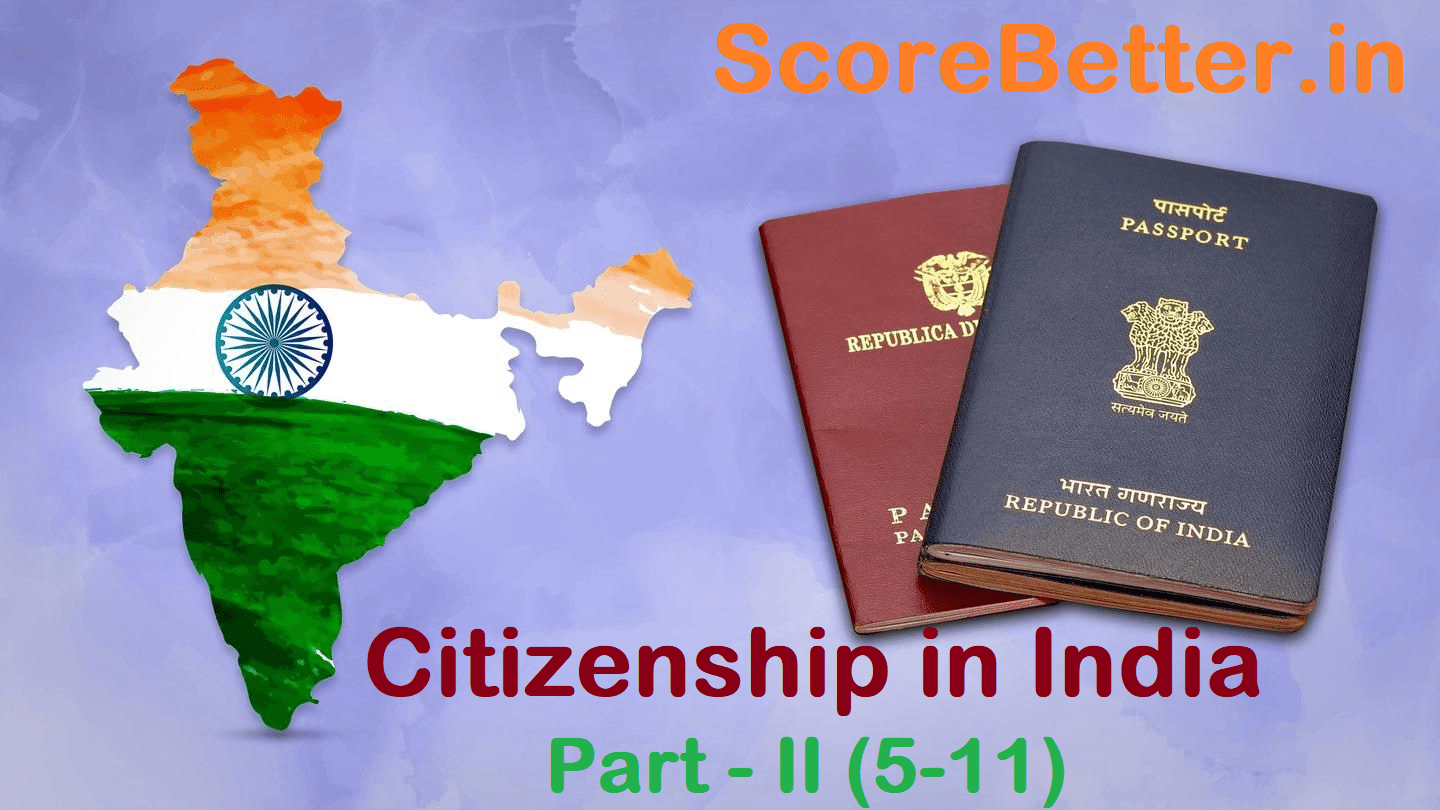 ScoreBetter.in
पासपोर्ट
PASSPORT
REPUBLICA D
सत्यमेव जयते
भारत गणराज्य
REPUBLIC OF INDIA
P A
PA
Citizenship in India
Part - II (5-11)